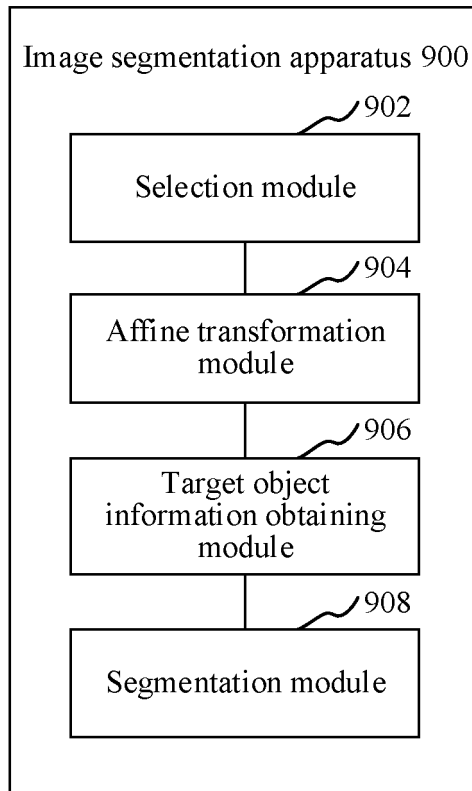 Image segmentation apparatus 900
902
Selection module
904
Affine transformation
module
906
Target object
information obtaining
module
908
Segmentation module